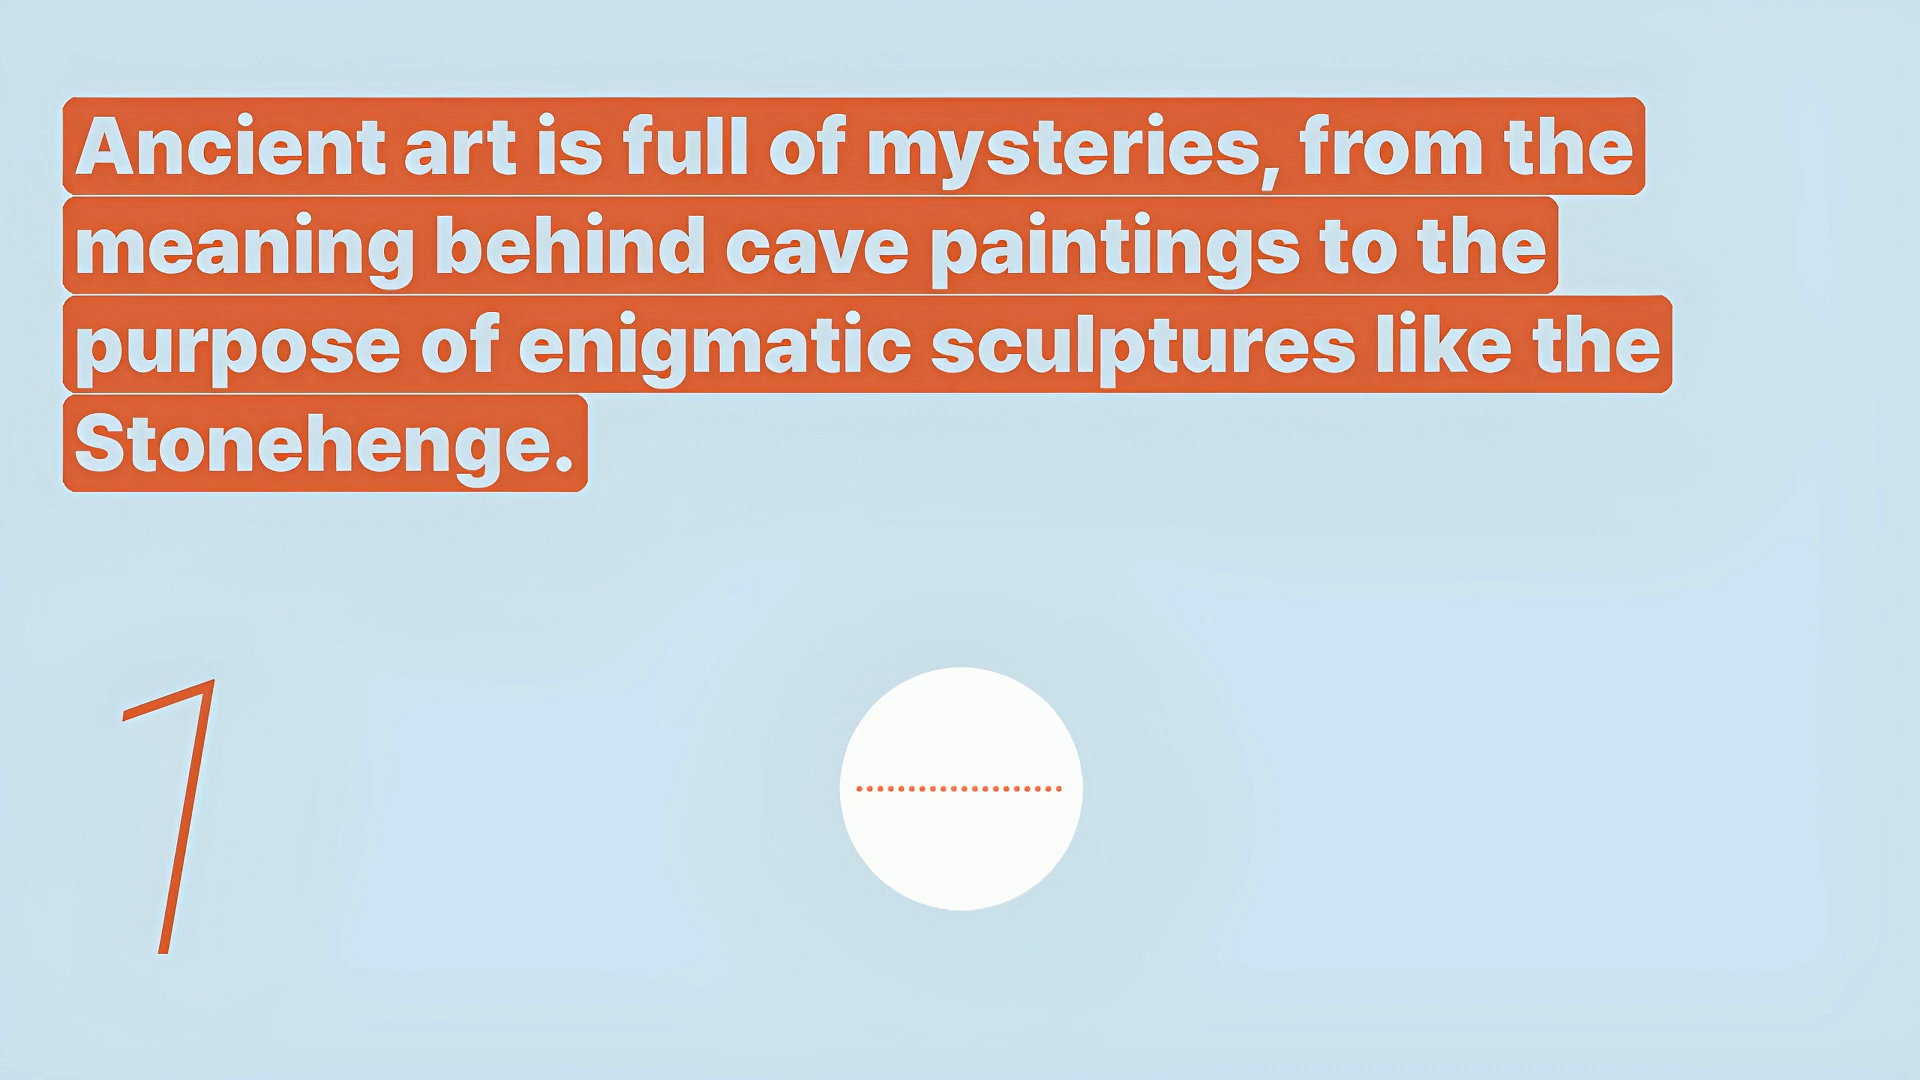 Ancient art is full of mysteries, from the
meaning behind cave paintings to the
purpose of enigmatic sculptures like the
Stonehenge.
1